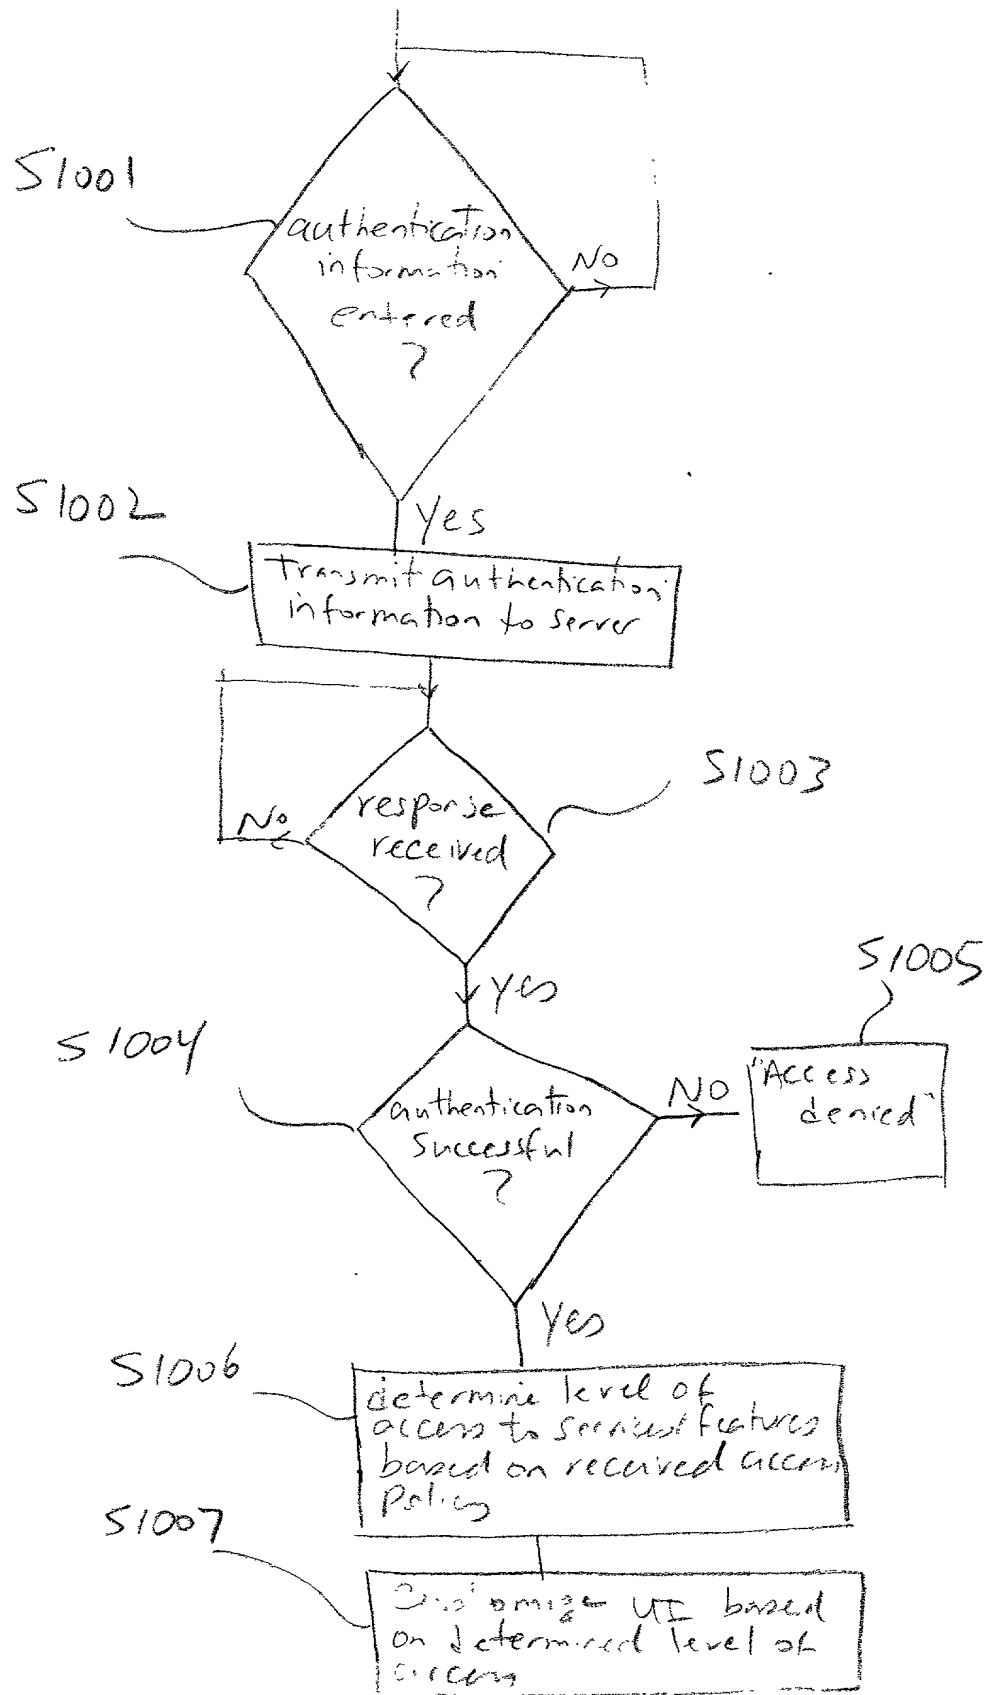 S1001
authentication
information
entered
?
NO
S1002
Yes
Transmit authentication
information to server
S1003
response
received
?
No
Yes
S1004
authentication
Successful
?
NO
S1005
"Access
denied"
Yes
S1006
determine level of
access to services/features
based on received access
Policy
S1007
Customize UI based
on determined level of
access